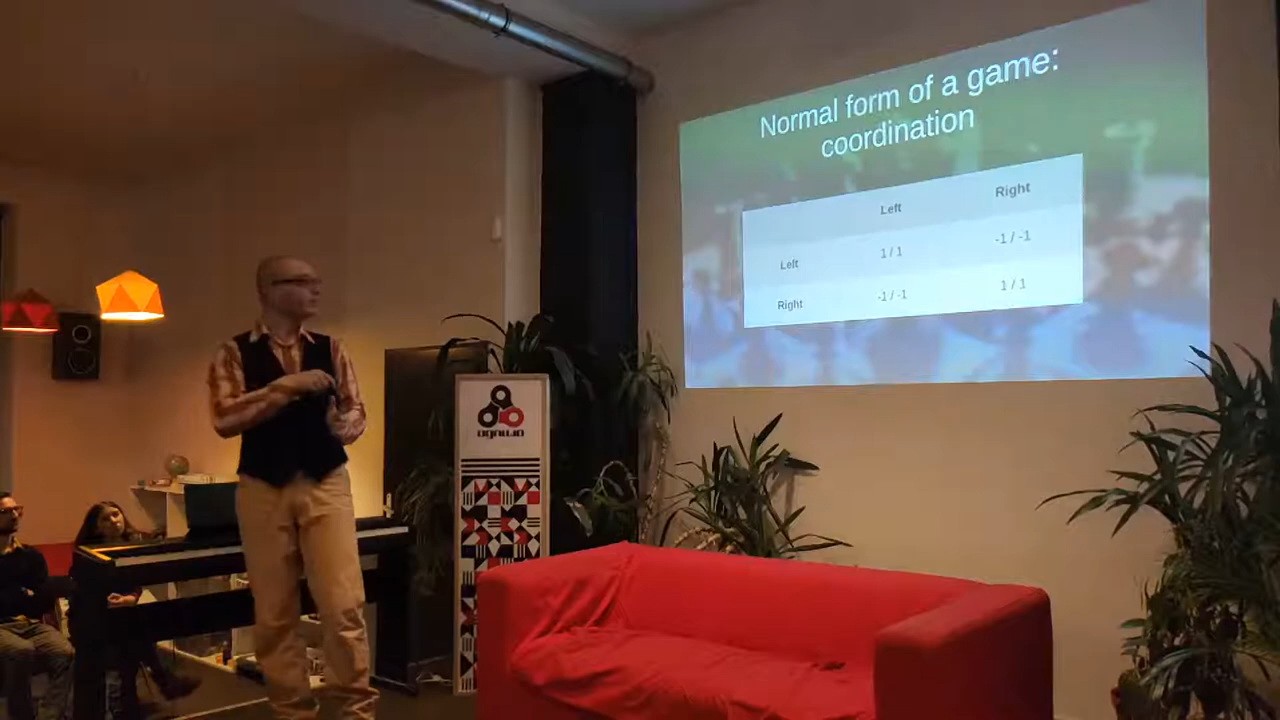 Normal form of a game:
coordination
Left Right
Left 1 / 1 -1 / -1
Right -1 / -1 1 / 1